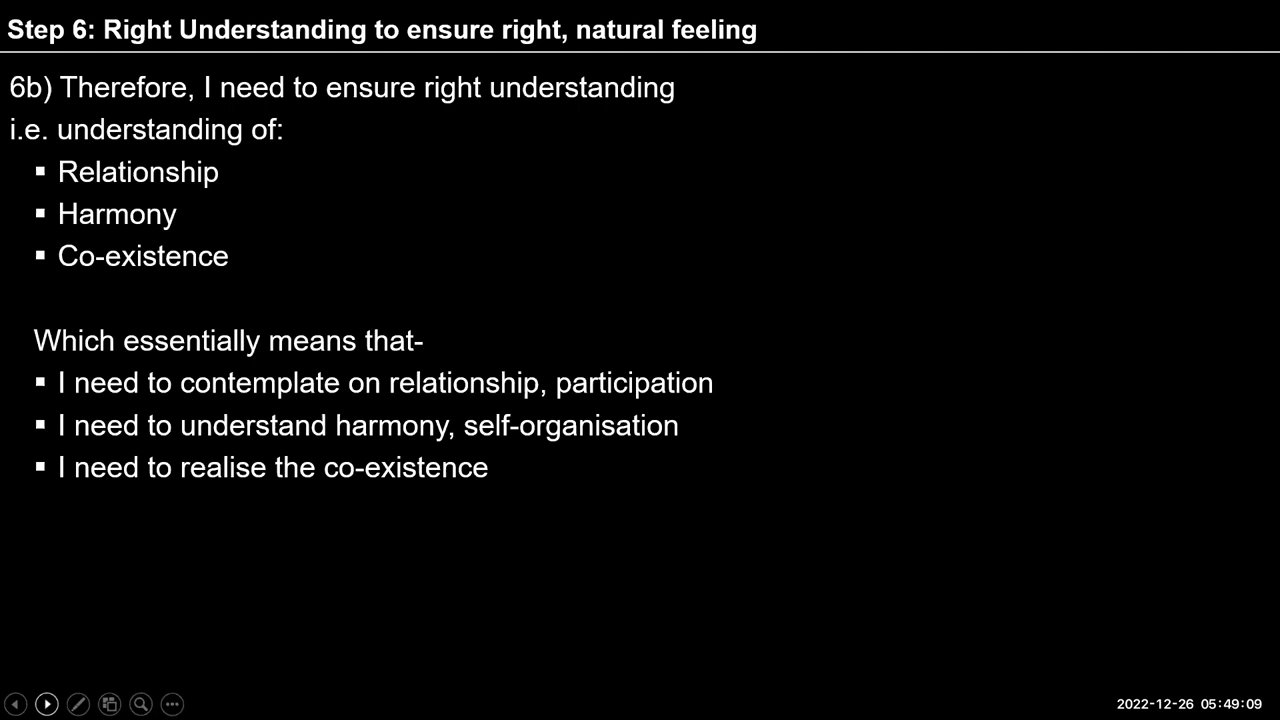 Step 6: Right Understanding to ensure right, natural feeling
6b) Therefore, I need to ensure right understanding
i.e. understanding of:
▪ Relationship
▪ Harmony
▪ Co-existence
Which essentially means that-
▪ I need to contemplate on relationship, participation
▪ I need to understand harmony, self-organisation
▪ I need to realise the co-existence
2022-12-26 05:49:09